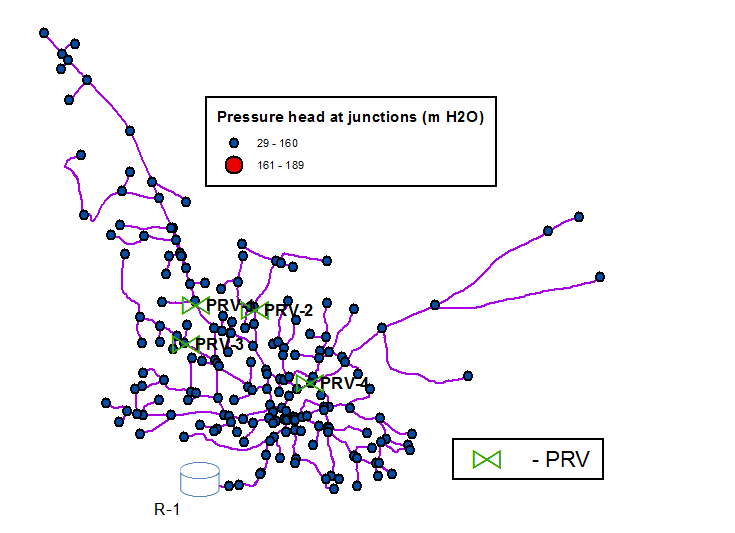 Pressure head at junctions (m H2O)
29 - 160
161 - 189
PRV-1
PRV-2
PRV-3
PRV-4
- PRV
R-1